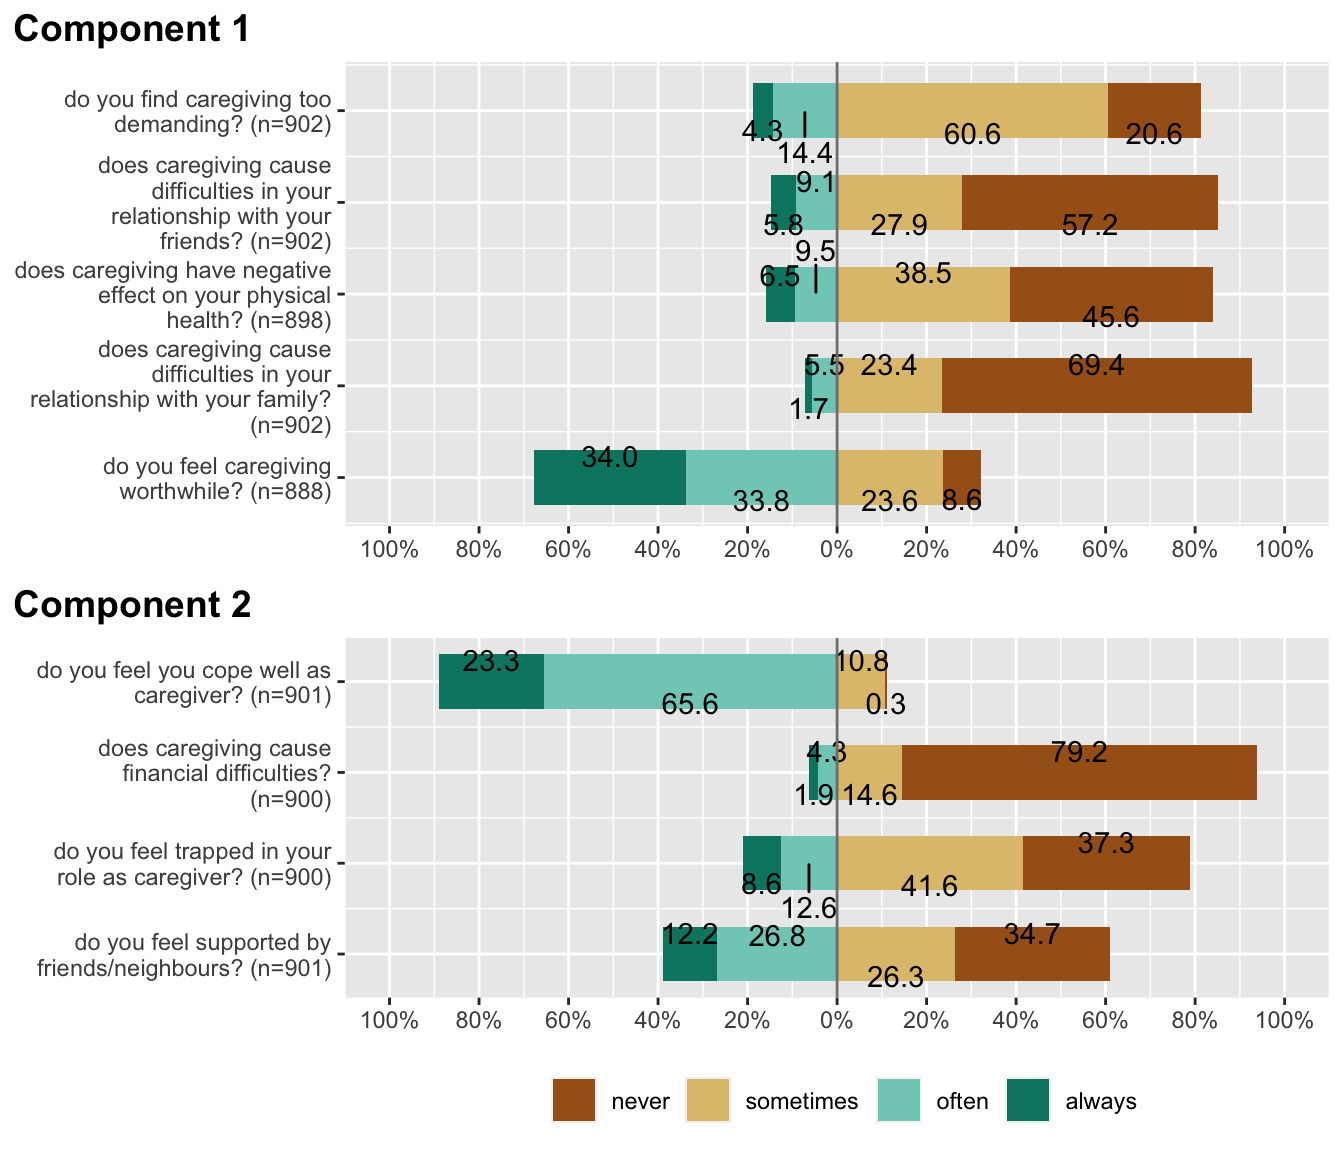 Component 1
do you find caregiving too
demanding? (n=902)
4.3
14.4
60.6
20.6
does caregiving cause
difficulties in your
relationship with your
friends? (n=902)
9.1
5.8
27.9
57.2
does caregiving have negative
effect on your physical
health? (n=898)
9.5
6.5
38.5
45.6
does caregiving cause
difficulties in your
relationship with your family?
(n=902)
5.5
23.4
69.4
1.7
do you feel caregiving
worthwhile? (n=888)
34.0
33.8
23.6
8.6
100% 80% 60% 40% 20% 0% 20% 40% 60% 80% 100%
Component 2
do you feel you cope well as
caregiver? (n=901)
23.3
10.8
65.6
0.3
does caregiving cause
financial difficulties?
(n=900)
4.3
79.2
1.9
14.6
do you feel trapped in your
role as caregiver? (n=900)
37.3
8.6
41.6
12.6
do you feel supported by
friends/neighbours? (n=901)
12.2
26.8
34.7
26.3
100% 80% 60% 40% 20% 0% 20% 40% 60% 80% 100%
never sometimes often always